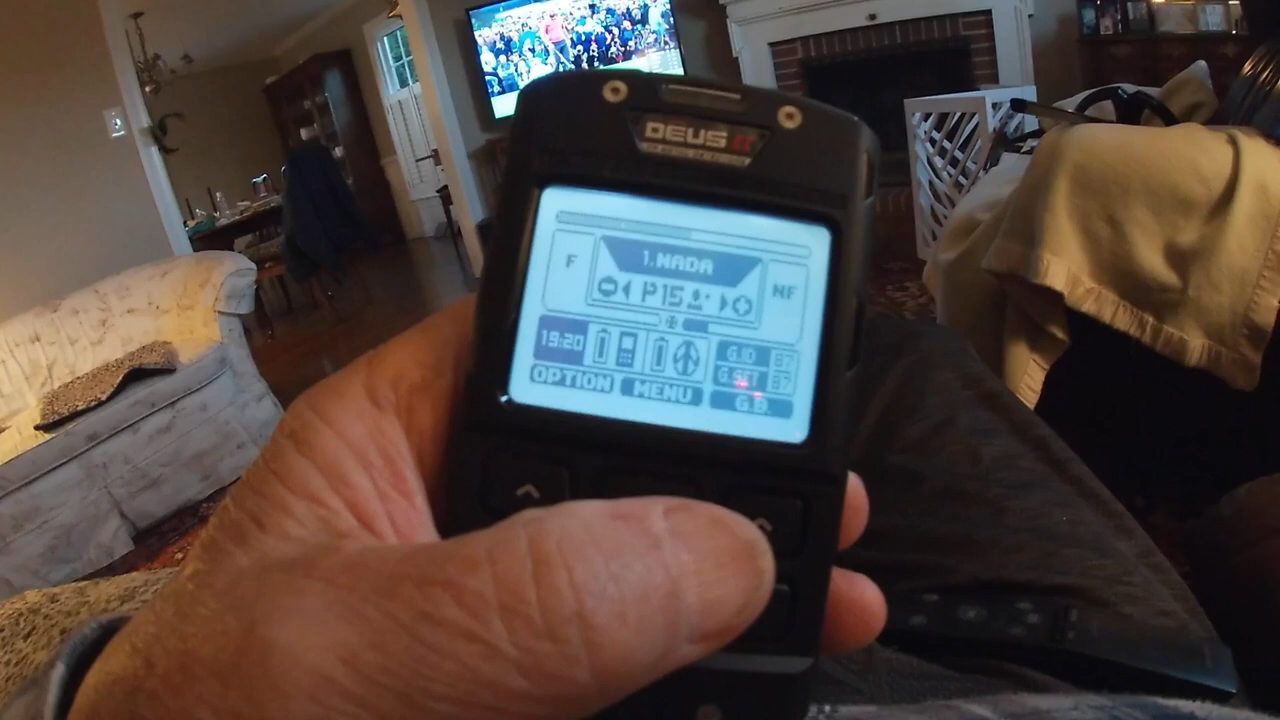 DEUS II
1.NADA
F
P15
NF
19:20
G.ID 87
G.SET 87
OPTION MENU G.B.